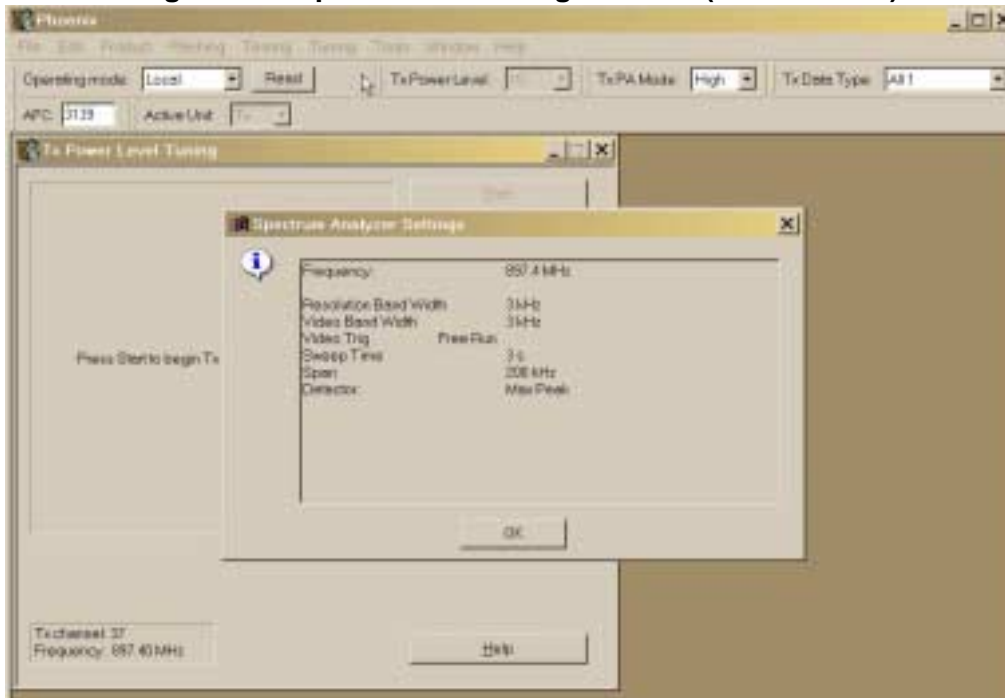 Phoenix
File Edit Product Testing Tuning Tools Window Help
Operating mode: Local Reset Tx Power Level: Tx PA Mode: High Tx Data Type: All 1
AFC: 3139 Active Unit: Tx
Tx Power Level Tuning
Start
Spectrum Analyzer Settings
Frequency: 897.4 MHz
Resolution Band Width 3 kHz
Video Band Width 3 kHz
Video Trig Free Run
Sweep Time 3 s
Span 200 kHz
Detector Max Peak
Press Start to begin Tx
OK
Tx channel: 37
Frequency: 897.40 MHz
Help